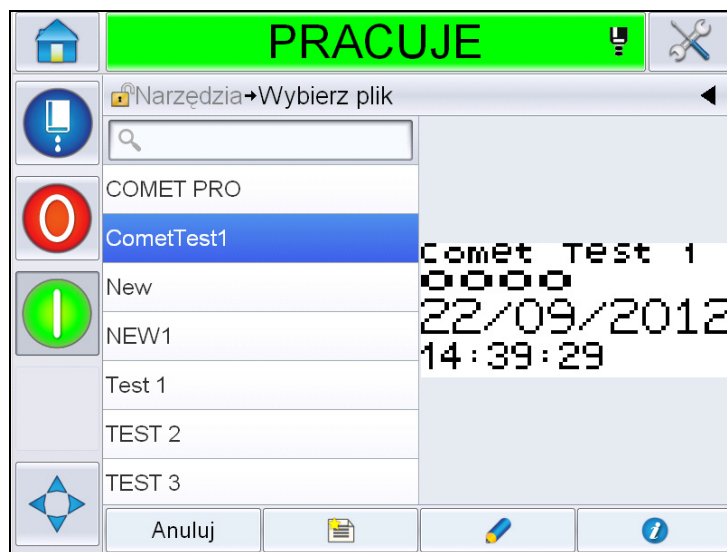 PRACUJE
Narzędzia→Wybierz plik
COMET PRO
CometTest1
New
NEW1
Test 1
TEST 2
TEST 3
Comet Test 1
0000
22/09/2012
14:39:29
Anuluj